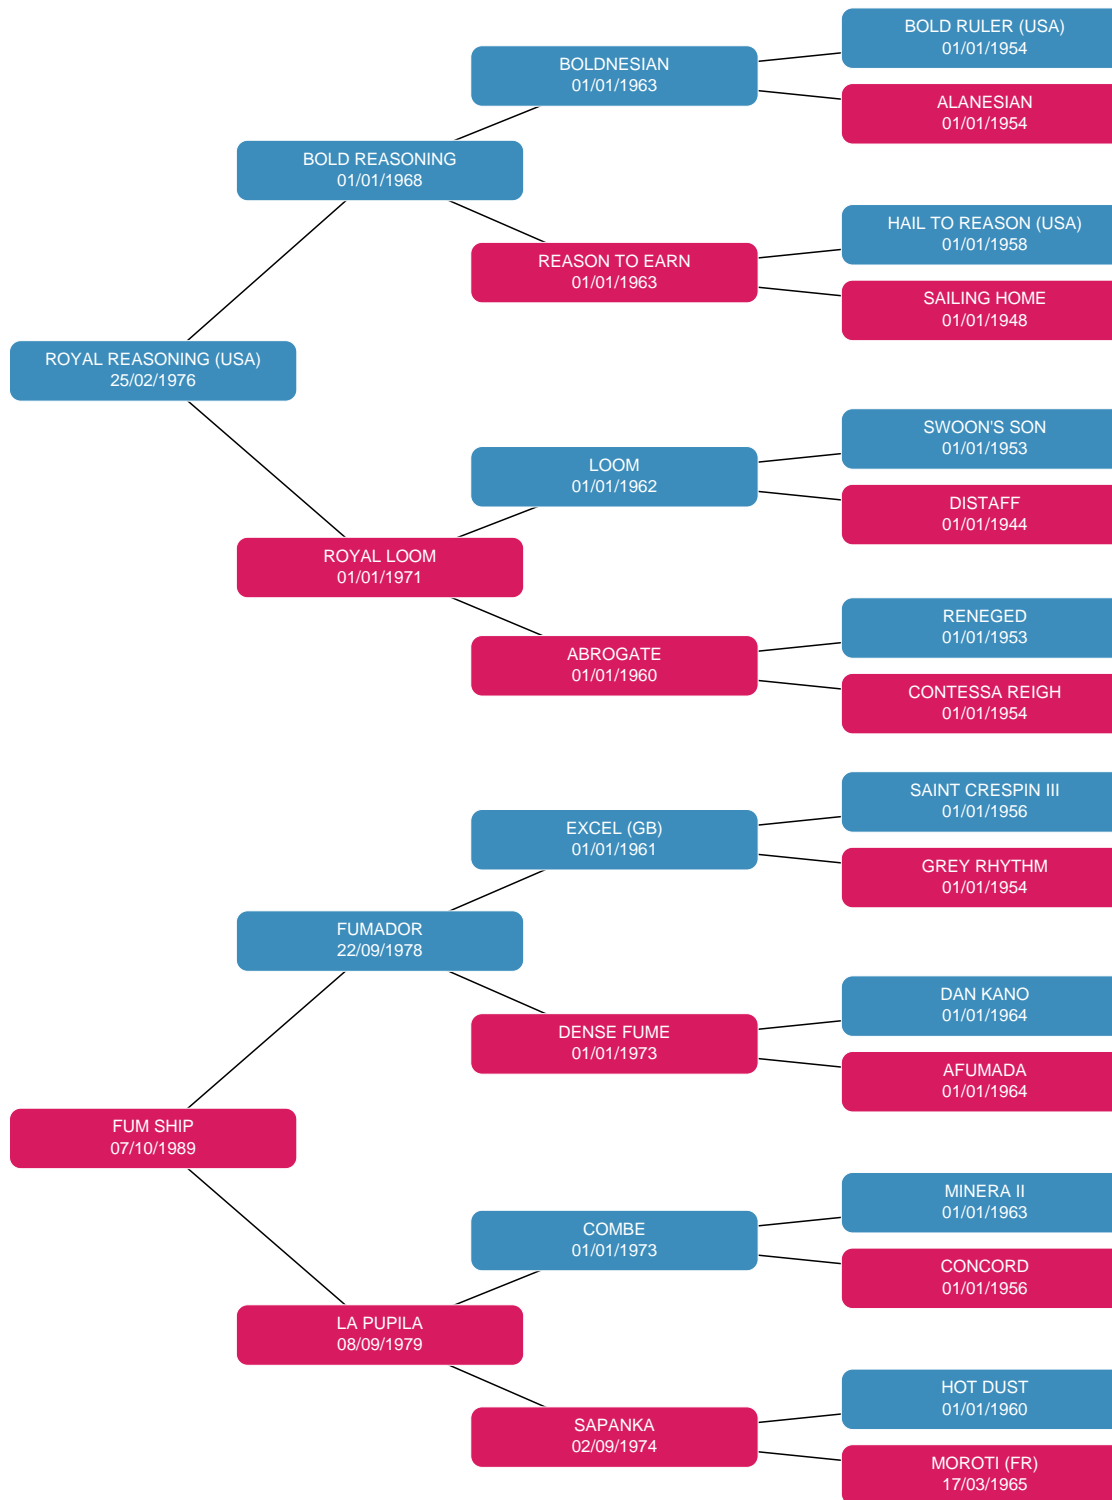 BOLD RULER (USA)
01/01/1954
BOLDNESIAN
01/01/1963
ALANESIAN
01/01/1954
BOLD REASONING
01/01/1968
HAIL TO REASON (USA)
01/01/1958
REASON TO EARN
01/01/1963
SAILING HOME
01/01/1948
ROYAL REASONING (USA)
25/02/1976
SWOON'S SON
01/01/1953
LOOM
01/01/1962
DISTAFF
01/01/1944
ROYAL LOOM
01/01/1971
RENEGED
01/01/1953
ABROGATE
01/01/1960
CONTESSA REIGH
01/01/1954
SAINT CRESPIN III
01/01/1956
EXCEL (GB)
01/01/1961
GREY RHYTHM
01/01/1954
FUMADOR
22/09/1978
DAN KANO
01/01/1964
DENSE FUME
01/01/1973
AFUMADA
01/01/1964
FUM SHIP
07/10/1989
MINERA II
01/01/1963
COMBE
01/01/1973
CONCORD
01/01/1956
LA PUPILA
08/09/1979
HOT DUST
01/01/1960
SAPANKA
02/09/1974
MOROTI (FR)
17/03/1965